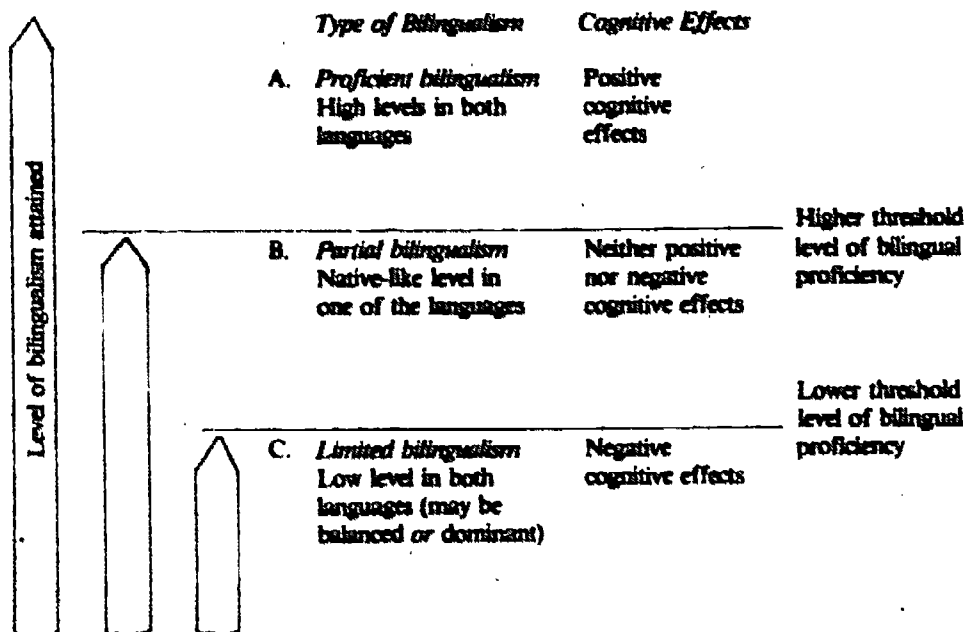 Type of Bilingualism Cognitive Effects
A. Proficient bilingualism Positive
High levels in both cognitive
languages effects
Higher threshold
level of bilingual
proficiency
B. Partial bilingualism Neither positive
Native-like level in nor negative
one of the languages cognitive effects
Lower threshold
level of bilingual
proficiency
C. Limited bilingualism Negative
Low level in both cognitive effects
languages (may be
balanced or dominant)
Level of bilingualism attained